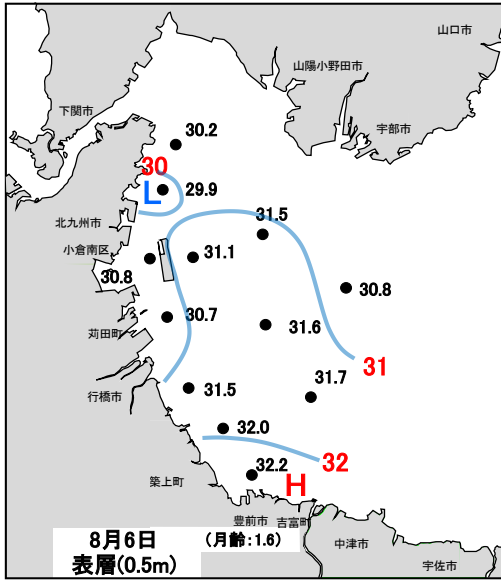 山口市
山陽小野田市
下関市
宇部市
30.2
30
L
29.9
北九州市
31.5
小倉南区
31.1
30.8
30.8
30.7
31.6
苅田町
31
31.7
31.5
行橋市
32.0
32
32.2
H
築上町
豊前市
吉富町
8月6日
(月齢:1.6)
中津市
表層(0.5m)
宇佐市